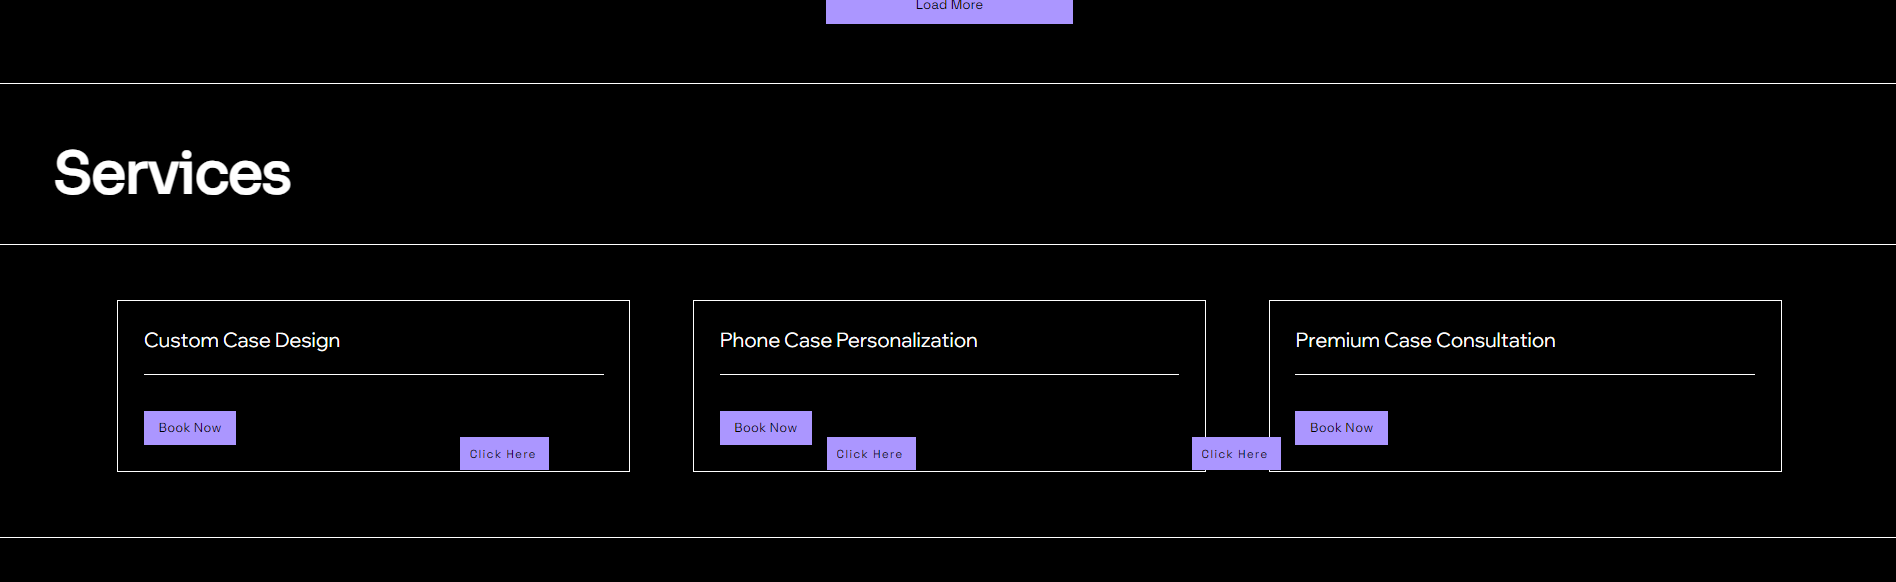 Load More
Services
Custom Case Design
Phone Case Personalization
Premium Case Consultation
Book Now
Book Now
Book Now
Click Here
Click Here
Click Here